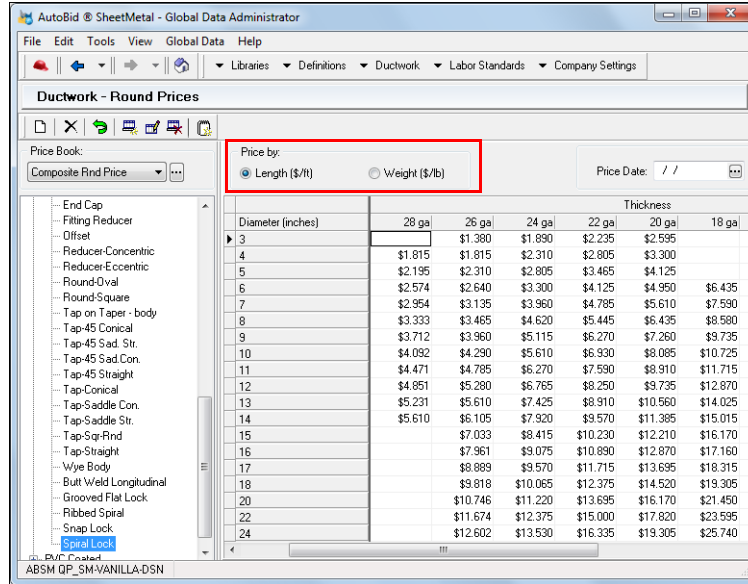 AutoBid ® SheetMetal - Global Data Administrator
File Edit Tools View Global Data Help
Libraries Definitions Ductwork Labor Standards Company Settings
Ductwork - Round Prices
Price Book:
Composite Rnd Price
Price by:
Length ($/ft) Weight ($/lb)
Price Date: / /
End Cap
Fitting Reducer
Offset
Reducer-Concentric
Reducer-Eccentric
Round-Oval
Round-Square
Tap on Taper - body
Tap-45 Conical
Tap-45 Sad. Str.
Tap-45 Sad.Con.
Tap-45 Straight
Tap-Conical
Tap-Saddle Con.
Tap-Saddle Str.
Tap-Sqr-Rnd
Tap-Straight
Wye Body
Butt Weld Longitudinal
Grooved Flat Lock
Ribbed Spiral
Snap Lock
Spiral Lock
PVC Coated
Thickness
Diameter (inches) 28 ga 26 ga 24 ga 22 ga 20 ga 18 ga
3 $1.380 $1.890 $2.235 $2.595
4 $1.815 $1.815 $2.310 $2.805 $3.300
5 $2.195 $2.310 $2.805 $3.465 $4.125
6 $2.574 $2.640 $3.300 $4.125 $4.950 $6.435
7 $2.954 $3.135 $3.960 $4.785 $5.610 $7.590
8 $3.333 $3.465 $4.620 $5.445 $6.435 $8.580
9 $3.712 $3.960 $5.115 $6.270 $7.260 $9.735
10 $4.092 $4.290 $5.610 $6.930 $8.085 $10.725
11 $4.471 $4.785 $6.270 $7.590 $8.910 $11.715
12 $4.851 $5.280 $6.765 $8.250 $9.735 $12.870
13 $5.231 $5.610 $7.425 $8.910 $10.560 $14.025
14 $5.610 $6.105 $7.920 $9.570 $11.385 $15.015
15 $7.033 $8.415 $10.230 $12.210 $16.170
16 $7.961 $9.075 $10.890 $12.870 $17.160
17 $8.889 $9.570 $11.715 $13.695 $18.315
18 $9.818 $10.065 $12.375 $14.520 $19.305
20 $10.746 $11.220 $13.695 $16.170 $21.450
22 $11.674 $12.375 $15.000 $17.820 $23.595
24 $12.602 $13.530 $16.335 $19.305 $25.740
ABSM QP_SM-VANILLA-DSN